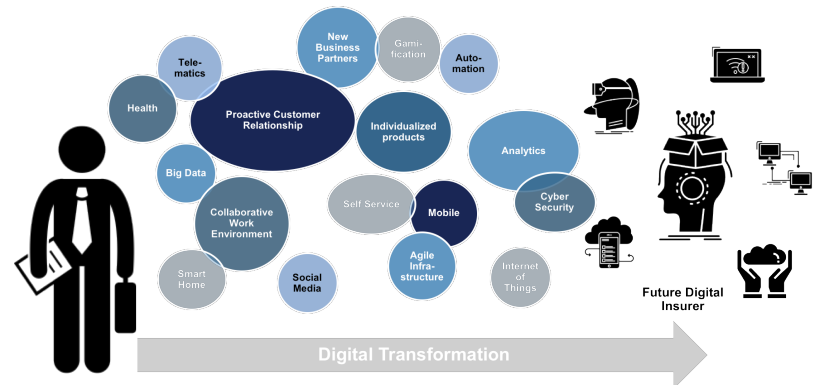 New
Business
Partners
Gami-
fication
Auto-
mation
Tele-
matics
Health
Proactive Customer
Relationship
Individualized
products
Analytics
Big Data
Collaborative
Work
Environment
Self Service
Mobile
Cyber
Security
Agile
Infra-
structure
Smart
Home
Social
Media
Internet
of
Things
Future Digital
Insurer
Digital Transformation